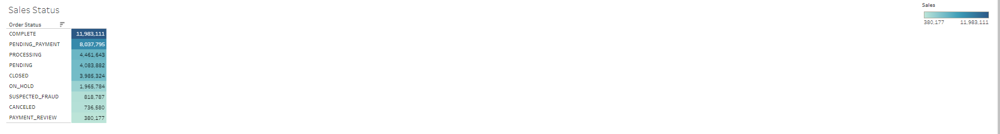 Sales Status
Order Status
COMPLETE 11,983,111
PENDING_PAYMENT 8,037,795
PROCESSING 4,461,643
PENDING 4,083,882
CLOSED 3,985,324
ON_HOLD 1,965,784
SUSPECTED_FRAUD 818,787
CANCELED 736,580
PAYMENT_REVIEW 380,177
Sales
380,177 11,983,111